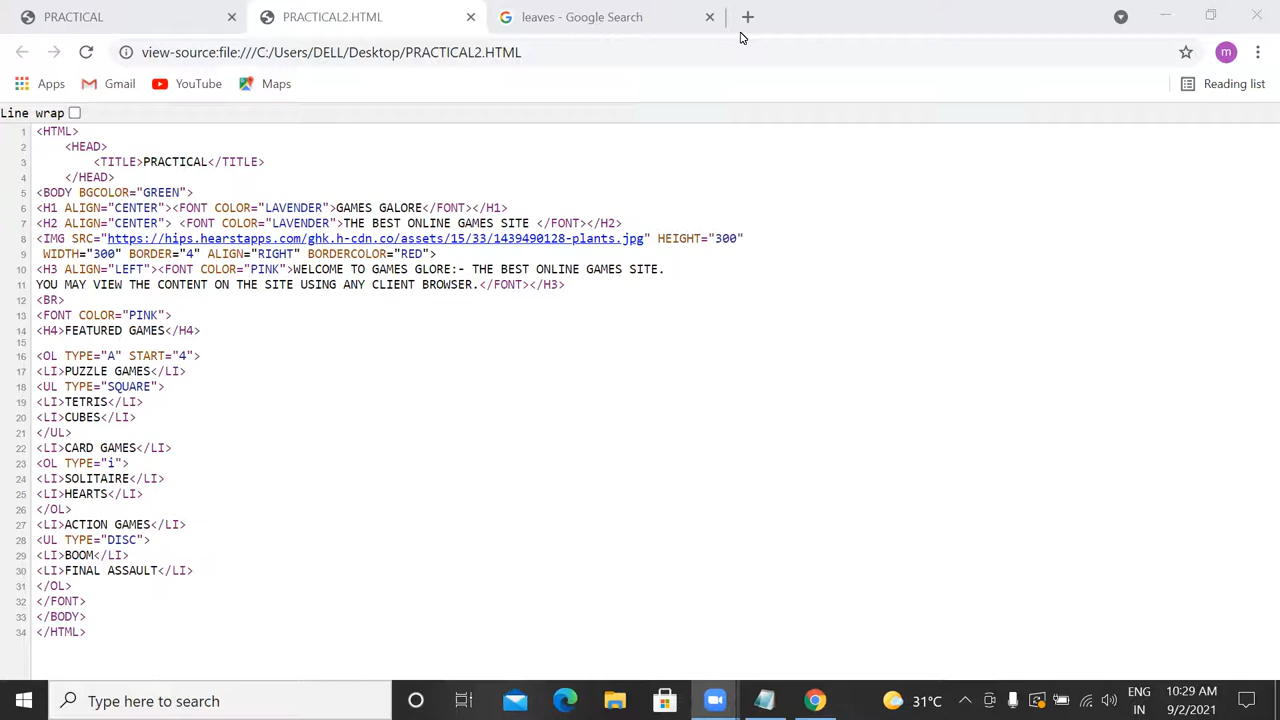 PRACTICAL
PRACTICAL2.HTML
leaves - Google Search
view-source:file:///C:/Users/DELL/Desktop/PRACTICAL2.HTML
m
Apps
Gmail
YouTube
Maps
Reading list
Line wrap
1 <HTML>
2 <HEAD>
3 <TITLE>PRACTICAL</TITLE>
4 </HEAD>
5 <BODY BGCOLOR="GREEN">
6 <H1 ALIGN="CENTER"><FONT COLOR="LAVENDER">GAMES GALORE</FONT></H1>
7 <H2 ALIGN="CENTER"> <FONT COLOR="LAVENDER">THE BEST ONLINE GAMES SITE </FONT></H2>
8 <IMG SRC="https://hips.hearstapps.com/ghk.h-cdn.co/assets/15/33/1439490128-plants.jpg" HEIGHT="300"
9 WIDTH="300" BORDER="4" ALIGN="RIGHT" BORDERCOLOR="RED">
10 <H3 ALIGN="LEFT"><FONT COLOR="PINK">WELCOME TO GAMES GLORE:- THE BEST ONLINE GAMES SITE.
11 YOU MAY VIEW THE CONTENT ON THE SITE USING ANY CLIENT BROWSER.</FONT></H3>
12 <BR>
13 <FONT COLOR="PINK">
14 <H4>FEATURED GAMES</H4>
15
16 <OL TYPE="A" START="4">
17 <LI>PUZZLE GAMES</LI>
18 <UL TYPE="SQUARE">
19 <LI>TETRIS</LI>
20 <LI>CUBES</LI>
21 </UL>
22 <LI>CARD GAMES</LI>
23 <OL TYPE="i">
24 <LI>SOLITAIRE</LI>
25 <LI>HEARTS</LI>
26 </OL>
27 <LI>ACTION GAMES</LI>
28 <UL TYPE="DISC">
29 <LI>BOOM</LI>
30 <LI>FINAL ASSAULT</LI>
31 </OL>
32 </FONT>
33 </BODY>
34 </HTML>
Type here to search
31°C
ENG
IN
10:29 AM
9/2/2021